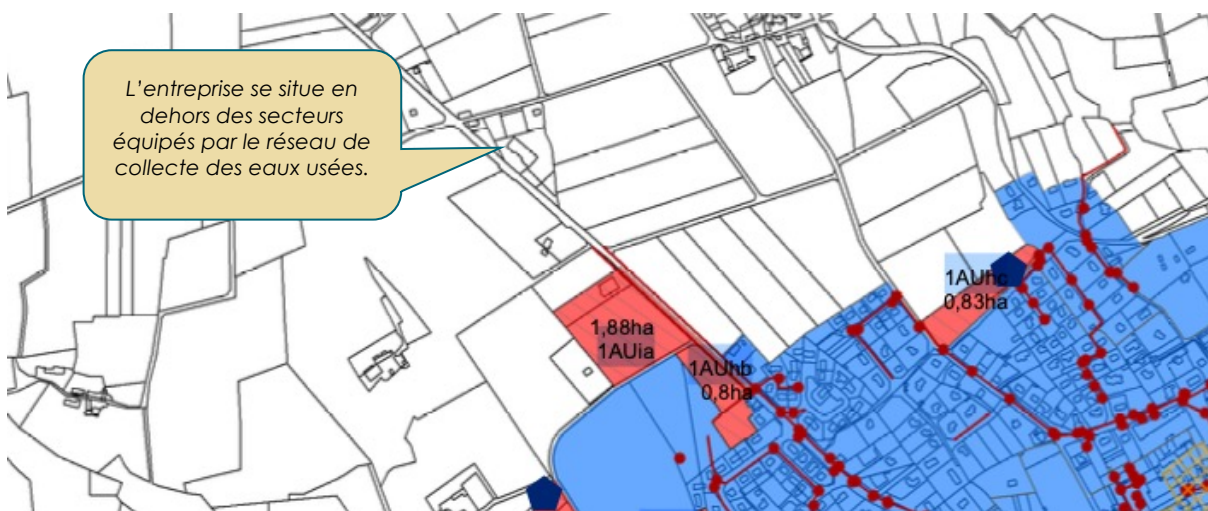 L'entreprise se situe en
dehors des secteurs
équipés par le réseau de
collecte des eaux usées.
1AUhc
0,83ha
1,88ha
1AUia
1AUhb
0,8ha